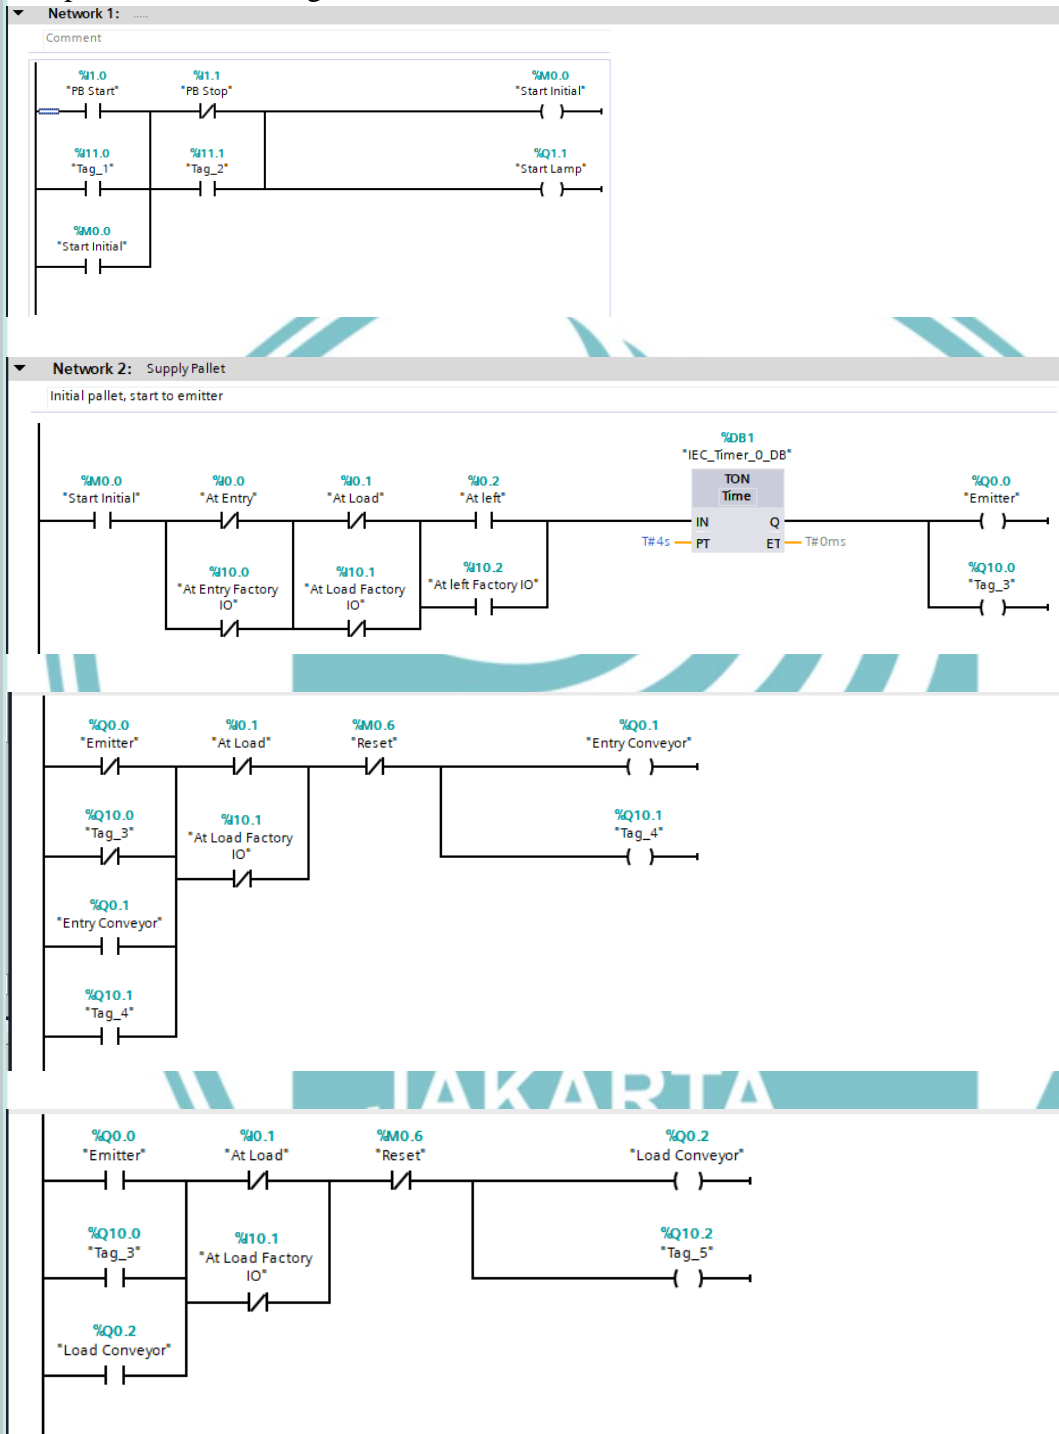 Network 1: .....
Comment
%I1.0 %I1.1 %M0.0
"PB Start" "PB Stop" "Start Initial"
%I11.0 %I11.1 %Q1.1
"Tag_1" "Tag_2" "Start Lamp"
%M0.0
"Start Initial"
Network 2: Supply Pallet
Initial pallet, start to emitter
%DB1
"IEC_Timer_0_DB"
%M0.0 %I0.0 %I0.1 %I0.2 TON %Q0.0
"Start Initial" "At Entry" "At Load" "At left" Time "Emitter"
IN Q
T#4s PT ET T#0ms
%I10.0 %I10.1 %I10.2 %Q10.0
"At Entry Factory IO" "At Load Factory IO" "At left Factory IO" "Tag_3"
%Q0.0 %I0.1 %M0.6 %Q0.1
"Emitter" "At Load" "Reset" "Entry Conveyor"
%Q10.0 %I10.1 %Q10.1
"Tag_3" "At Load Factory IO" "Tag_4"
%Q0.1
"Entry Conveyor"
%Q10.1
"Tag_4"
JAKARTA
%Q0.0 %I0.1 %M0.6 %Q0.2
"Emitter" "At Load" "Reset" "Load Conveyor"
%Q10.0 %I10.1 %Q10.2
"Tag_3" "At Load Factory IO" "Tag_5"
%Q0.2
"Load Conveyor"